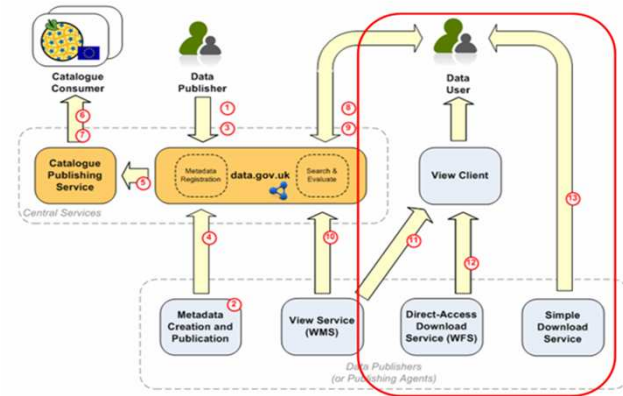 Catalogue
Consumer
Data
Publisher
Data
User
6
7
1
3
8
9
Catalogue
Publishing
Service
5
Metadata
Registration
data.gov.uk
Search &
Evaluate
View Client
Central Services
4
10
11
12
13
Metadata
Creation and
Publication
2
View Service
(WMS)
Direct-Access
Download
Service (WFS)
Simple
Download
Service
Data Publishers
(or Publishing Agents)